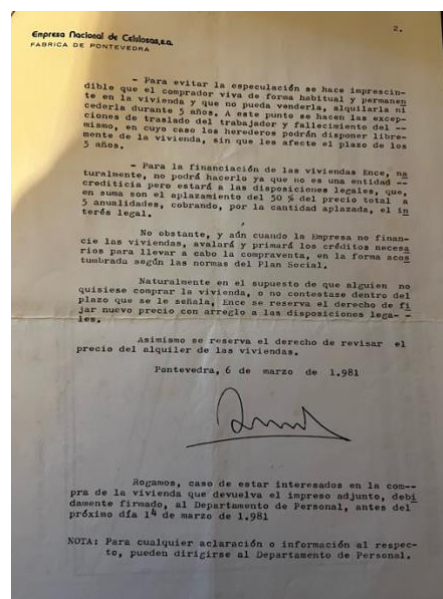 2.
Empresa Nacional de Celulosas, s.a.
FABRICA DE PONTEVEDRA
- Para evitar la especulación se hace imprescin-
dible que el comprador viva de forma habitual y permanen
te en la vivienda y que no pueda venderla, alquilarla ni
cederla durante 5 años. A este punto se hacen las excep-
ciones de traslado del trabajador y fallecimiento del --
mismo, en cuyo caso los herederos podrán disponer libre-
mente de la vivienda, sin que les afecte el plazo de los
5 años.
- Para la financiación de las viviendas Ence, na
turalmente, no podrá hacerlo ya que no es una entidad --
crediticia pero estará a las disposiciones legales, que,
en suma son el aplazamiento del 50 % del precio total a
5 anualidades, cobrando, por la cantidad aplazada, el in
terés legal.
No obstante, y aún cuando la Empresa no finan-
cie las viviendas, avalará y primará los créditos necesa
rios para llevar a cabo la compraventa, en la forma acos
tumbrada según las normas del Plan Social.
Naturalmente en el supuesto de que alguien no
quisiese comprar la vivienda, o no contestase dentro del
plazo que se le señala, Ence se reserva el derecho de fi
jar nuevo precio con arreglo a las disposiciones lega- -
les.
Asimismo se reserva el derecho de revisar el
precio del alquiler de las viviendas.
Pontevedra, 6 de marzo de 1.981
Rogamos, caso de estar interesados en la com--
pra de la vivienda que devuelva el impreso adjunto, debi
damente firmado, al Departamento de Personal, antes del
próximo día 14 de marzo de 1.981
NOTA: Para cualquier aclaración o información al respec-
to, pueden dirigirse al Departamento de Personal.